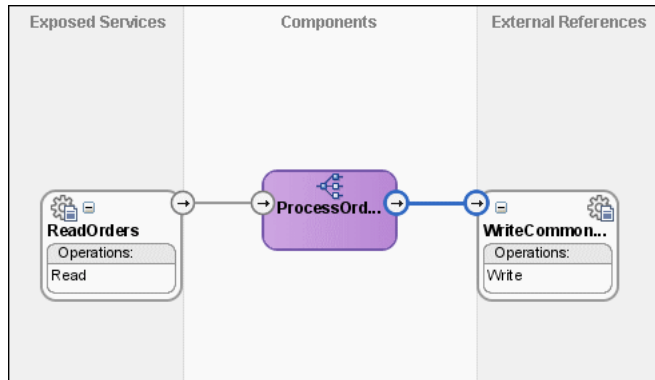 Exposed Services
Components
External References
ReadOrders
Operations:
Read
ProcessOrd...
WriteCommon...
Operations:
Write